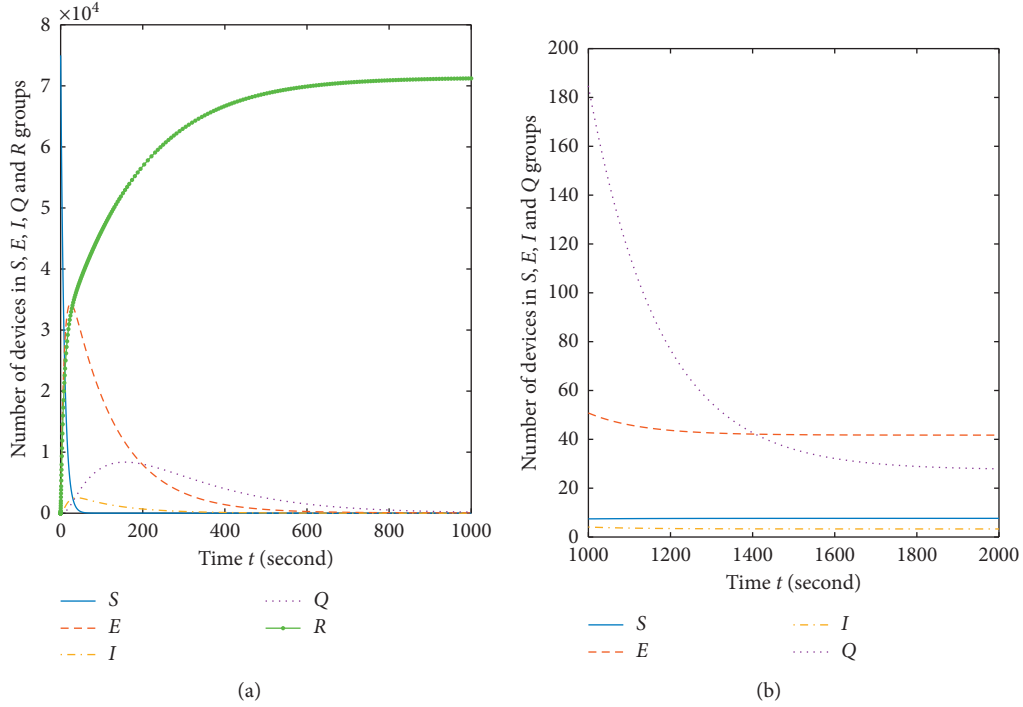 ×10⁴
8
7
6
5
4
3
2
1
0
Number of devices in S, E, I, Q and R groups
0 200 400 600 800 1000
Time t (second)
S
E
I
Q
R
(a)
200
180
160
140
120
100
80
60
40
20
0
Number of devices in S, E, I and Q groups
1000 1200 1400 1600 1800 2000
Time t (second)
S
E
I
Q
(b)